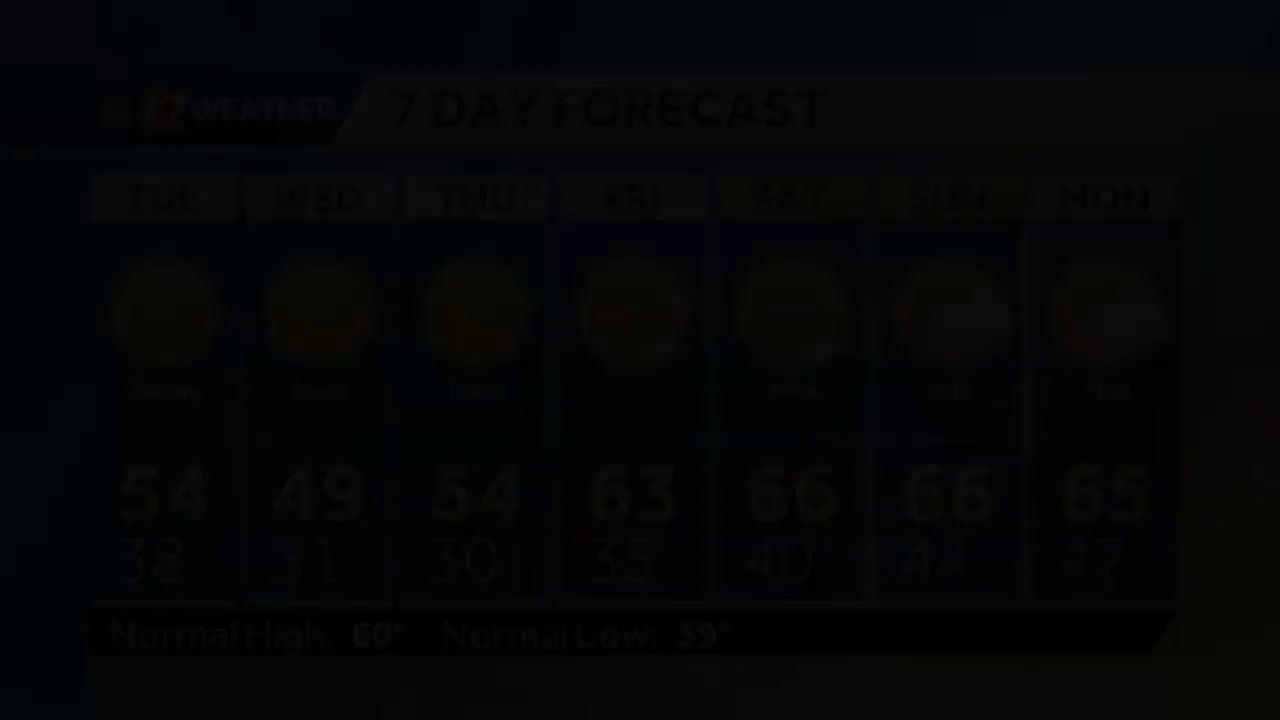 WEATHER 7 DAY FORECAST
TUE WED THU FRI SAT SUN MON
54 49 54 63 66 66 65
38 31 30 35 40 44 47
Normal High: 60° Normal Low: 39°